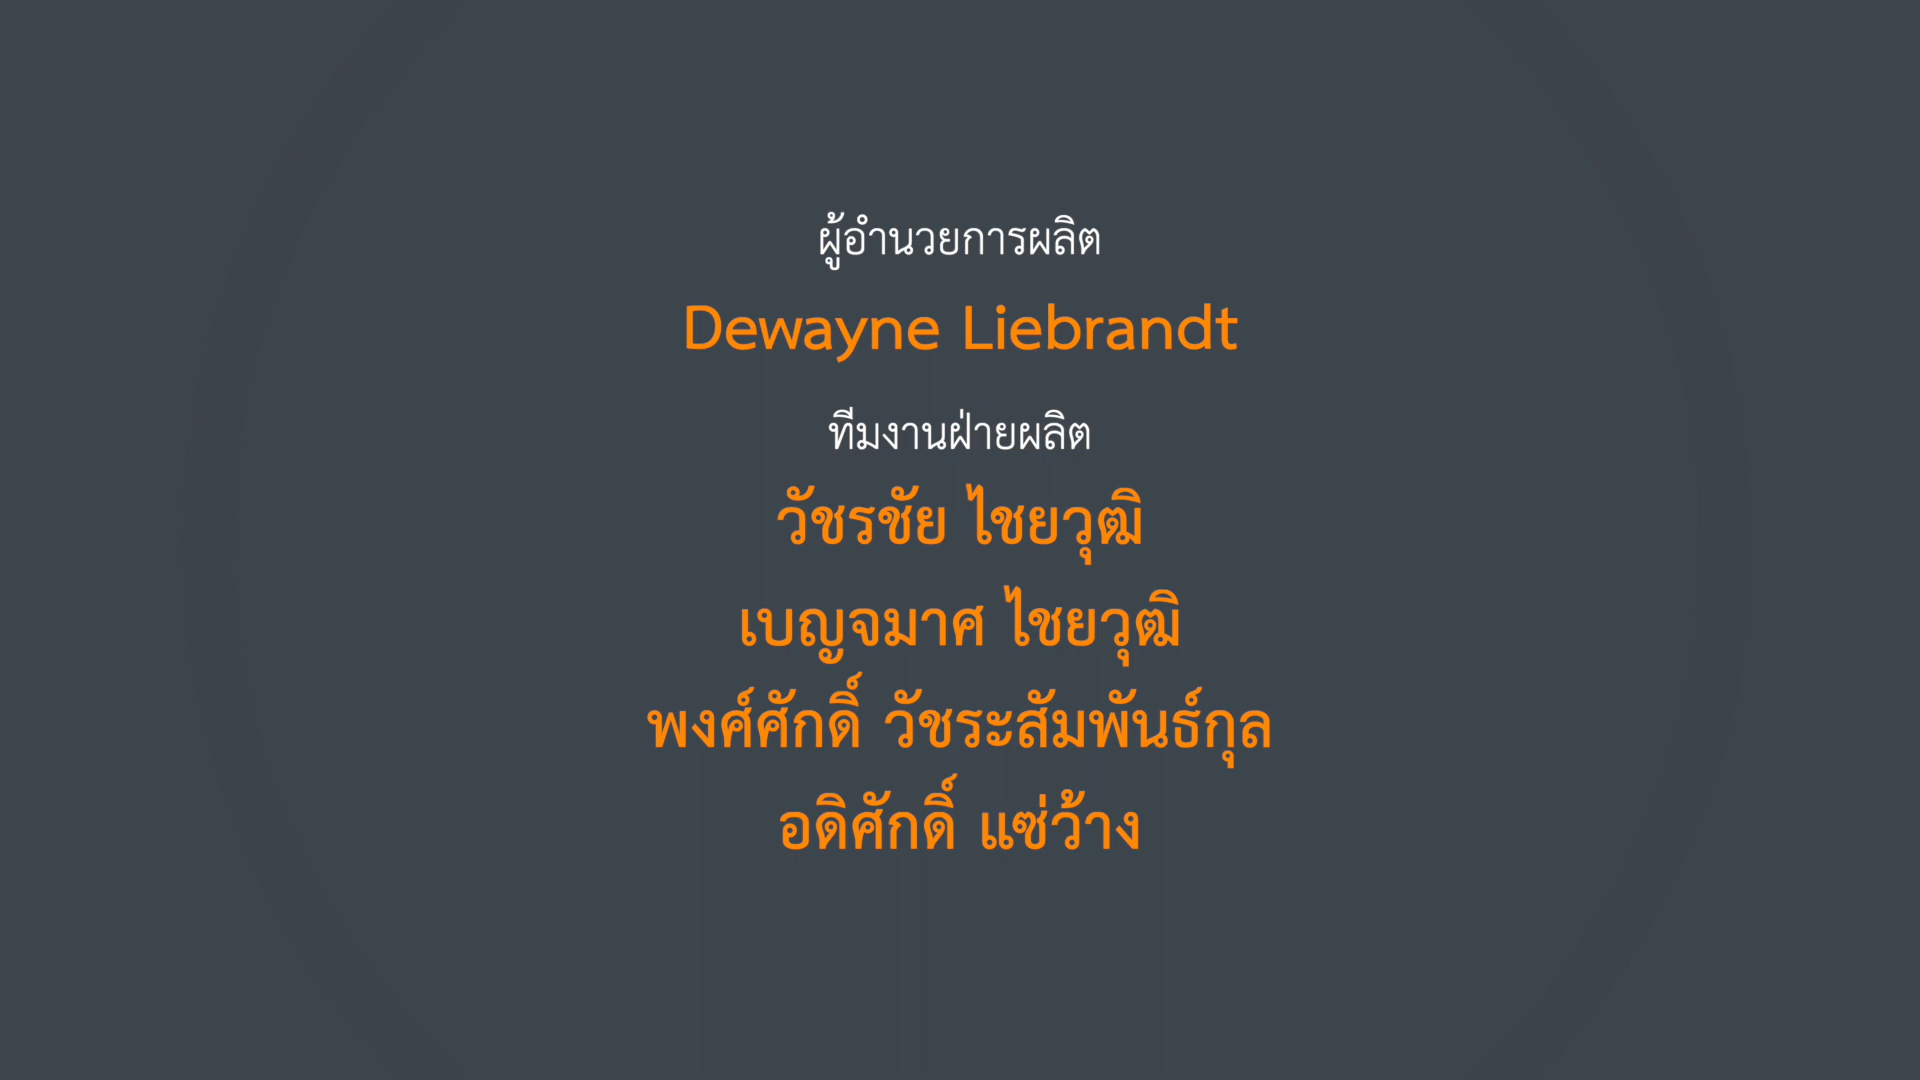 ผู้อำนวยการผลิต
Dewayne Liebrandt
ทีมงานฝ่ายผลิต
วัชรชัย ไชยวุฒิ
เบญจมาศ ไชยวุฒิ
พงศ์ศักดิ์ วัชระสัมพันธ์กุล
อดิศักดิ์ แซ่ว้าง